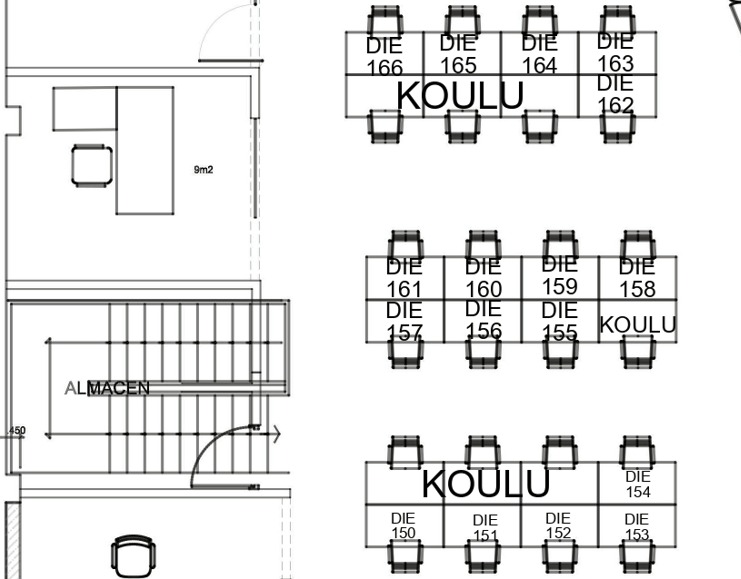 DIE
166
DIE
165
DIE
164
DIE
163
KOULU
DIE
162
9m2
DIE
161
DIE
160
DIE
159
DIE
158
DIE
157
DIE
156
DIE
155
KOULU
ALMACEN
.450
KOULU
DIE
154
DIE
150
DIE
151
DIE
152
DIE
153